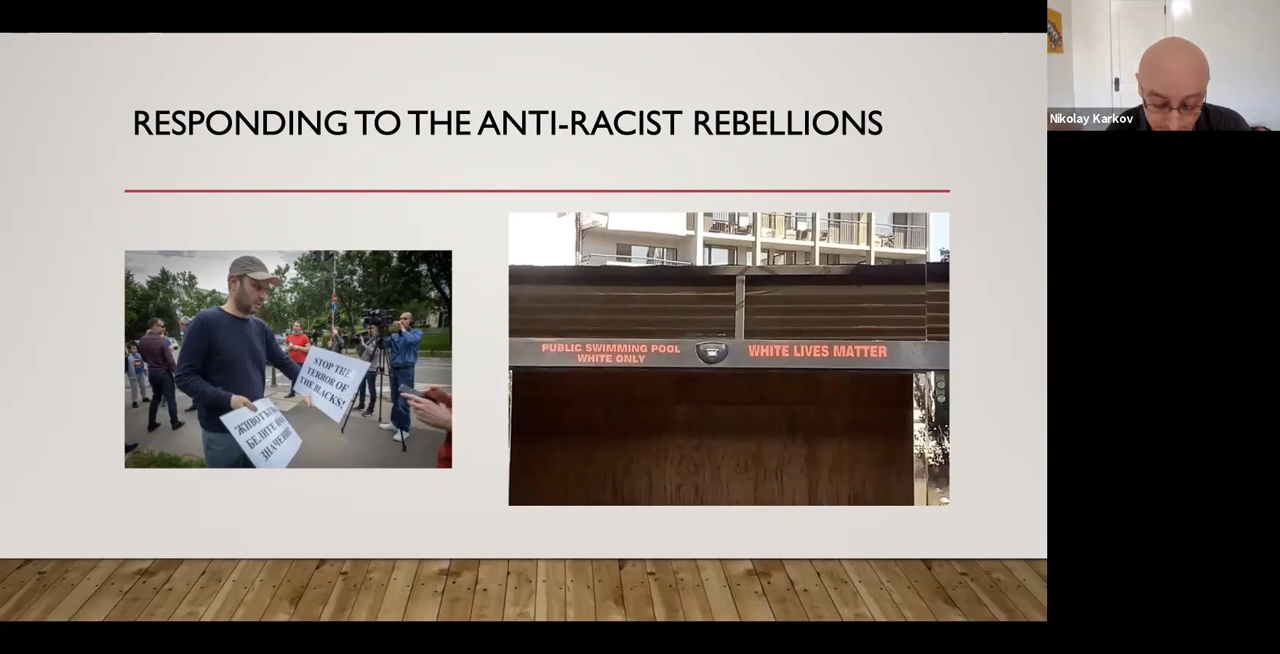 RESPONDING TO THE ANTI-RACIST REBELLIONS
STOP THE
TERROR OF
THE BLACKS!
ЖИВОТЪТ НА
БЕЛИТЕ ИМА
ЗНАЧЕНИЕ
PUBLIC SWIMMING POOL
WHITE ONLY
WHITE LIVES MATTER
Nikolay Karkov